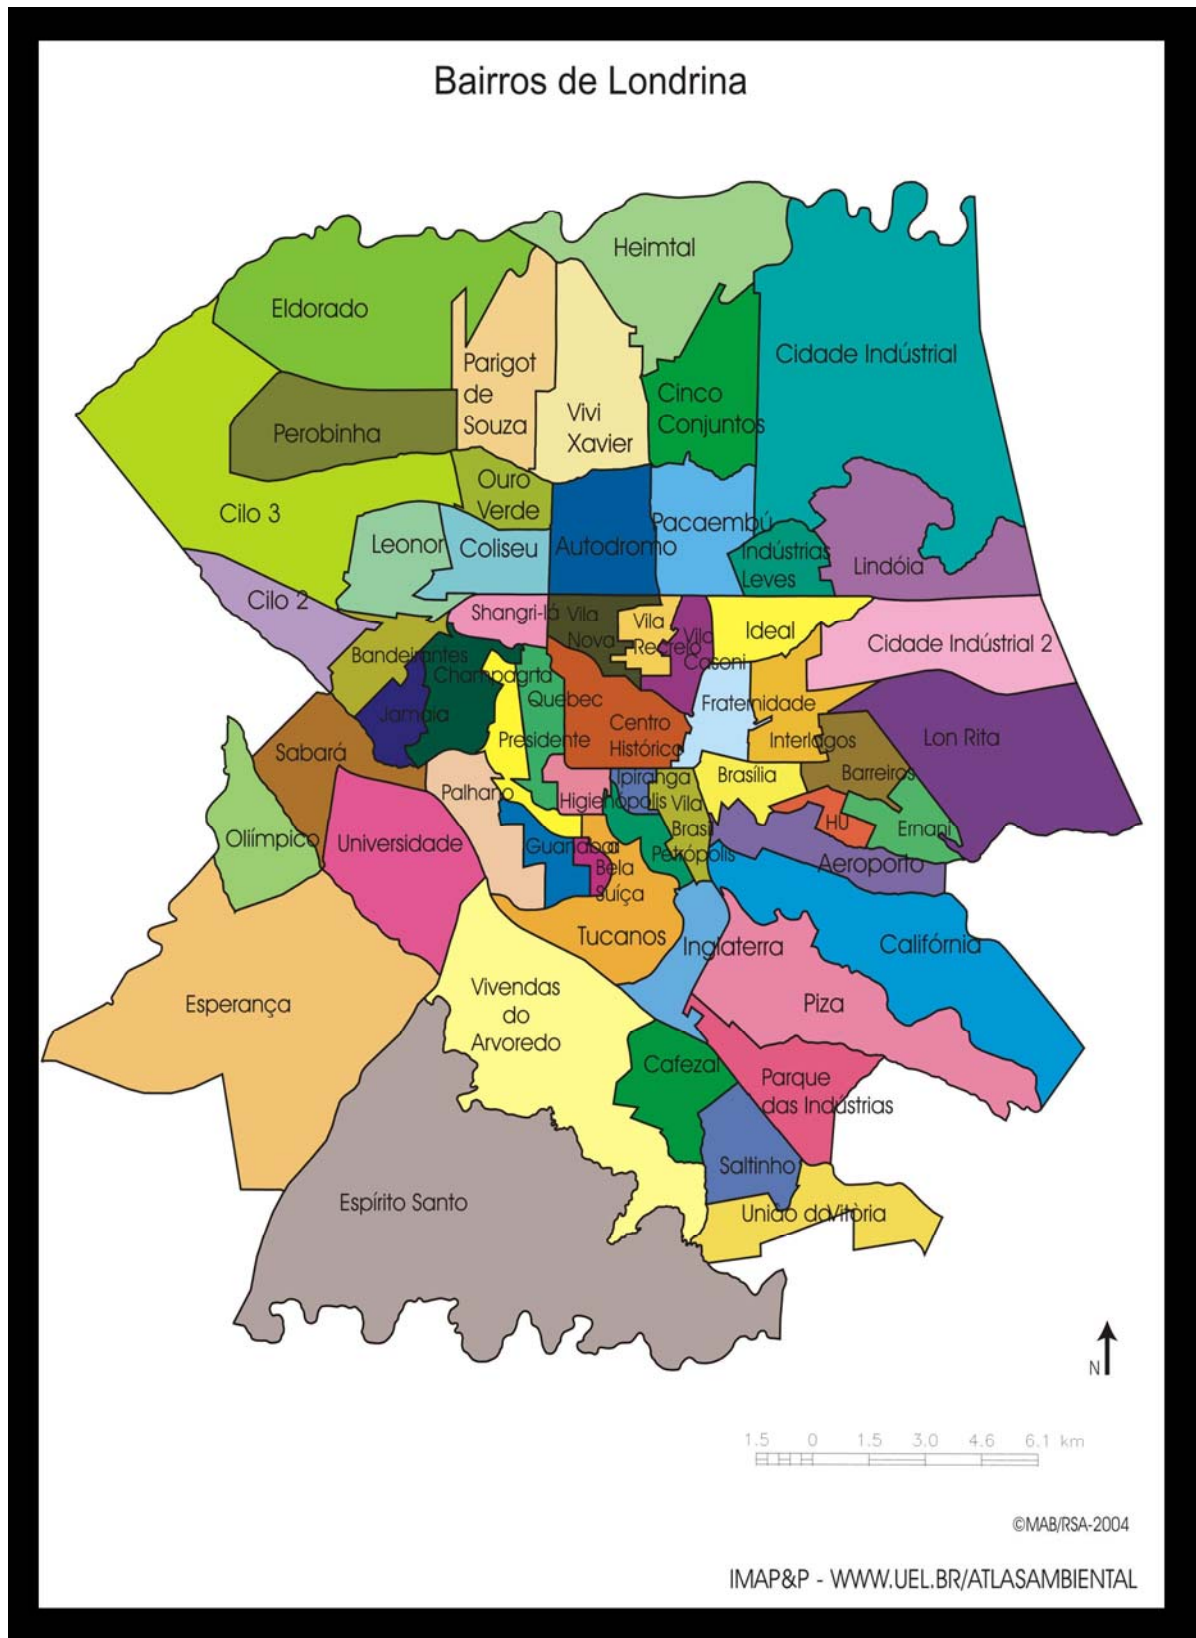 Bairros de Londrina
Heimtal
Eldorado
Cidade Indústrial
Parigot
de
Souza
Cinco
Conjuntos
Vivi
Xavier
Perobinha
Ouro
Verde
Cilo 3
Pacaembú
Leonor
Coliseu
Autodromo
Indústrias
Leves
Lindóia
Cilo 2
Shangri-lá
Vila
Nova
Vila
Recreio
Vila
Casoni
Ideal
Cidade Indústrial 2
Bandeirantes
Champagnta
Quebec
Fraternidade
Jamaia
Centro
Histórico
Presidente
Interlagos
Lon Rita
Sabará
Ipiranga
Brasília
Barreiros
Palhano
Higienópolis
Vila
Brasil
HU
Ernani
Olíímpico
Universidade
Guanabara
Petrópolis
Bela
Suíça
Aeroporto
Tucanos
Inglaterra
Califórnia
Vivendas
do
Arvoredo
Esperança
Piza
Cafezal
Parque
das Indústrias
Saltinho
Espírito Santo
União daVitòria
N
1.5 0 1.5 3.0 4.6 6.1 km
©MAB/RSA-2004
IMAP&P - WWW.UEL.BR/ATLASAMBIENTAL